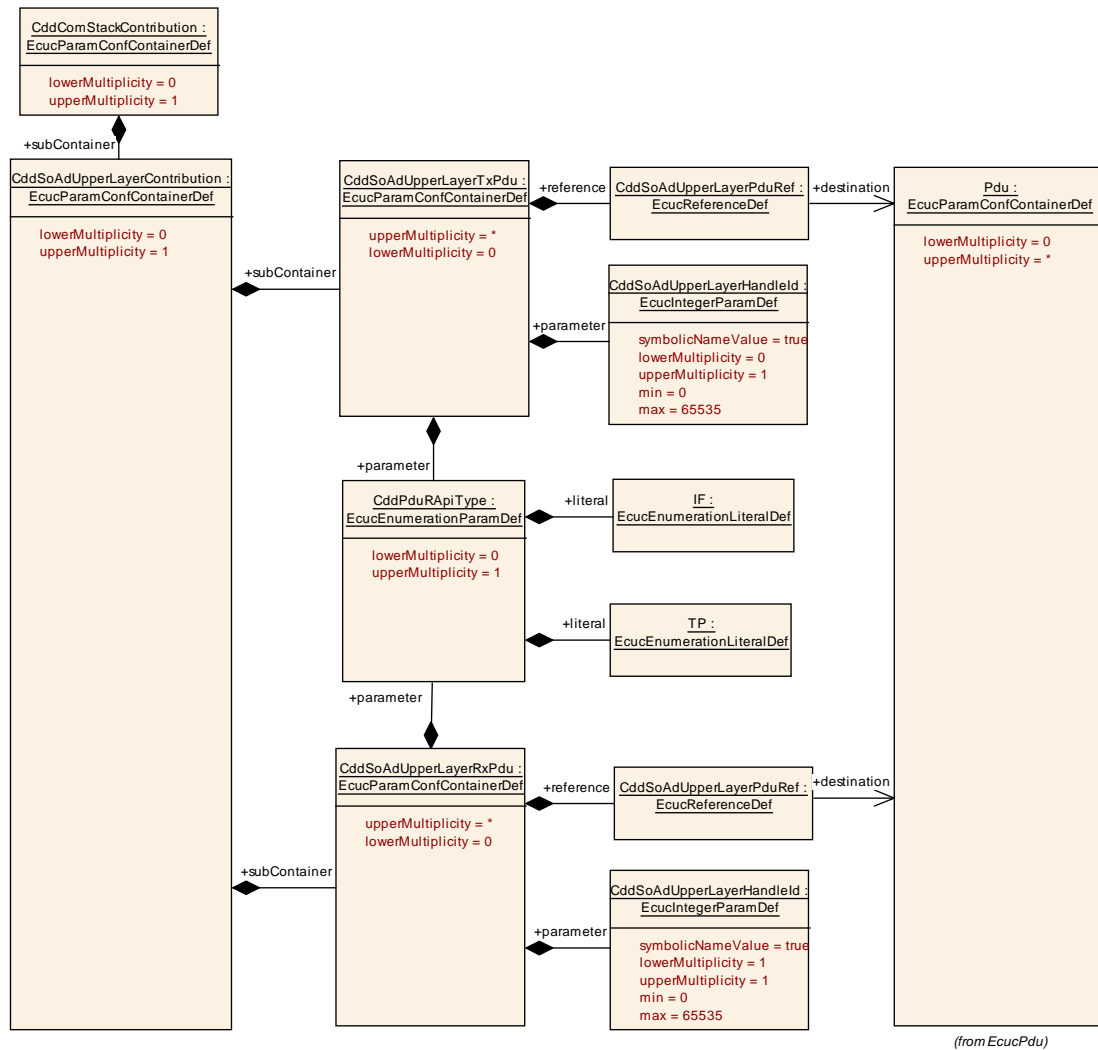 CddComStackContribution :
EcucParamConfContainerDef
lowerMultiplicity = 0
upperMultiplicity = 1
+subContainer
CddSoAdUpperLayerContribution :
EcucParamConfContainerDef
lowerMultiplicity = 0
upperMultiplicity = 1
+subContainer
CddSoAdUpperLayerTxPdu :
EcucParamConfContainerDef
upperMultiplicity = *
lowerMultiplicity = 0
+reference
CddSoAdUpperLayerPduRef :
EcucReferenceDef
+destination
Pdu :
EcucParamConfContainerDef
lowerMultiplicity = 0
upperMultiplicity = *
+parameter
CddSoAdUpperLayerHandleId :
EcucIntegerParamDef
symbolicNameValue = true
lowerMultiplicity = 0
upperMultiplicity = 1
min = 0
max = 65535
+parameter
CddPduRApiType :
EcucEnumerationParamDef
lowerMultiplicity = 0
upperMultiplicity = 1
+literal
IF :
EcucEnumerationLiteralDef
+literal
TP :
EcucEnumerationLiteralDef
+parameter
CddSoAdUpperLayerRxPdu :
EcucParamConfContainerDef
upperMultiplicity = *
lowerMultiplicity = 0
+subContainer
+reference
CddSoAdUpperLayerPduRef :
EcucReferenceDef
+destination
+parameter
CddSoAdUpperLayerHandleId :
EcucIntegerParamDef
symbolicNameValue = true
lowerMultiplicity = 1
upperMultiplicity = 1
min = 0
max = 65535
(from EcucPdu)